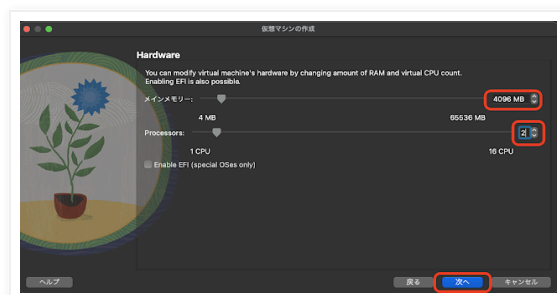 仮想マシンの作成
Hardware
You can modify virtual machine's hardware by changing amount of RAM and virtual CPU count.
Enabling EFI is also possible.
メインメモリー: 4096 MB
4 MB 65536 MB
Processors: 2
1 CPU 16 CPU
Enable EFI (special OSes only)
ヘルプ 戻る 次へ キャンセル